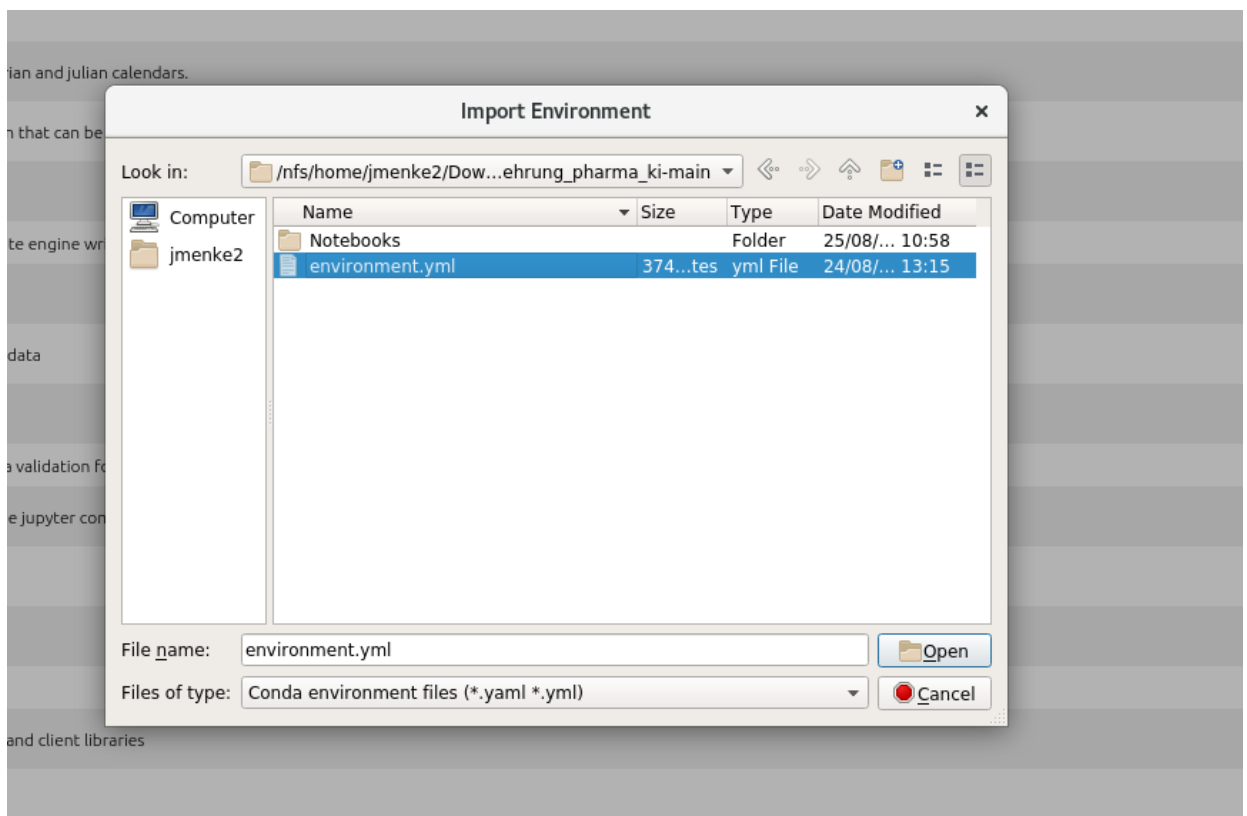 rian and julian calendars.
Import Environment
n that can be
Look in: /nfs/home/jmenke2/Dow...ehrung_pharma_ki-main
Computer
jmenke2
Name Size Type Date Modified
Notebooks Folder 25/08/... 10:58
environment.yml 374...tes yml File 24/08/... 13:15
te engine wr
data
a validation fo
e jupyter con
File name: environment.yml Open
Files of type: Conda environment files (*.yaml *.yml) Cancel
and client libraries